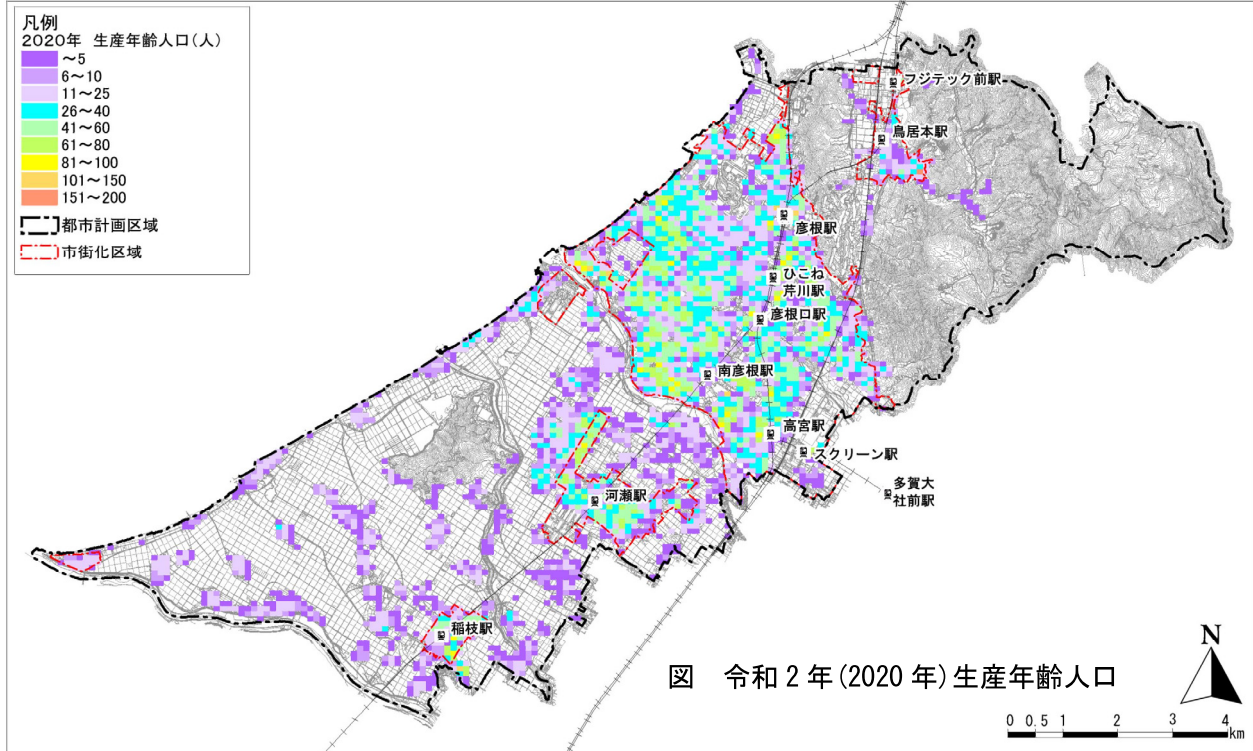 凡例
2020年 生産年齢人口(人)
～5
6～10
11～25
26～40
41～60
61～80
81～100
101～150
151～200
都市計画区域
市街化区域
フジテック前駅
鳥居本駅
彦根駅
ひこね
芹川駅
彦根口駅
南彦根駅
高宮駅
スクリーン駅
多賀大
社前駅
河瀬駅
稲枝駅
図 令和2年(2020年)生産年齢人口
N
0 0.5 1 2 3 4
km